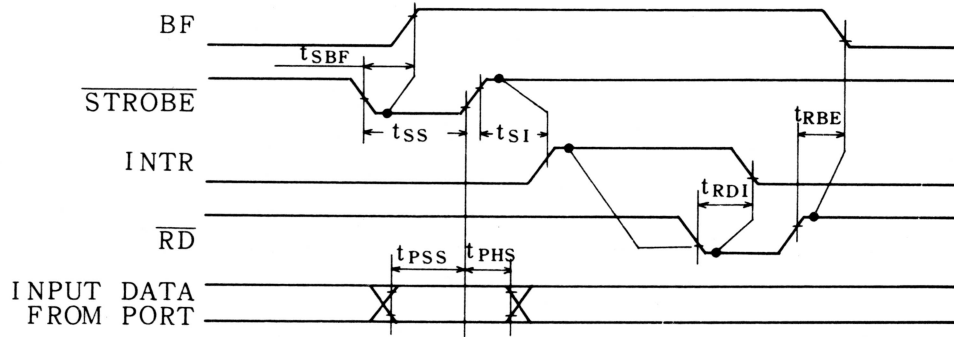 BF
tSBF
STROBE
tSS
tSI
tRBE
INTR
tRDI
RD
tPSS
tPHS
INPUT DATA
FROM PORT